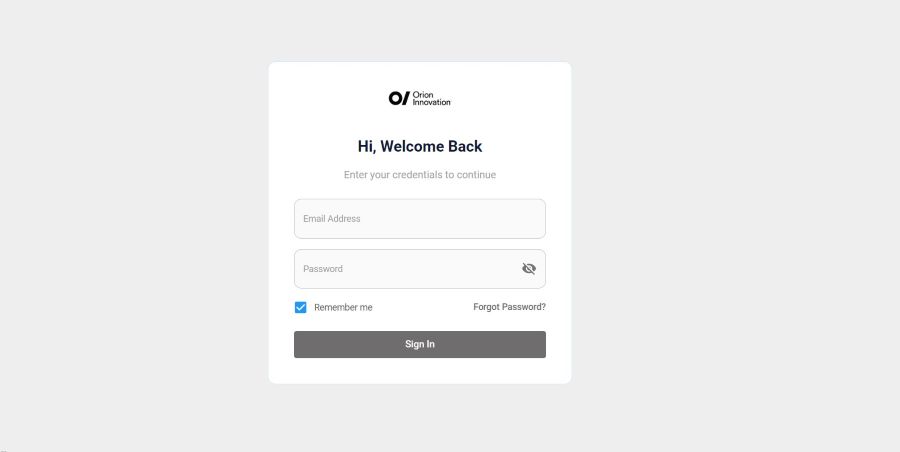 Orion
Innovation
Hi, Welcome Back
Enter your credentials to continue
Email Address
Password
Remember me
Forgot Password?
Sign In